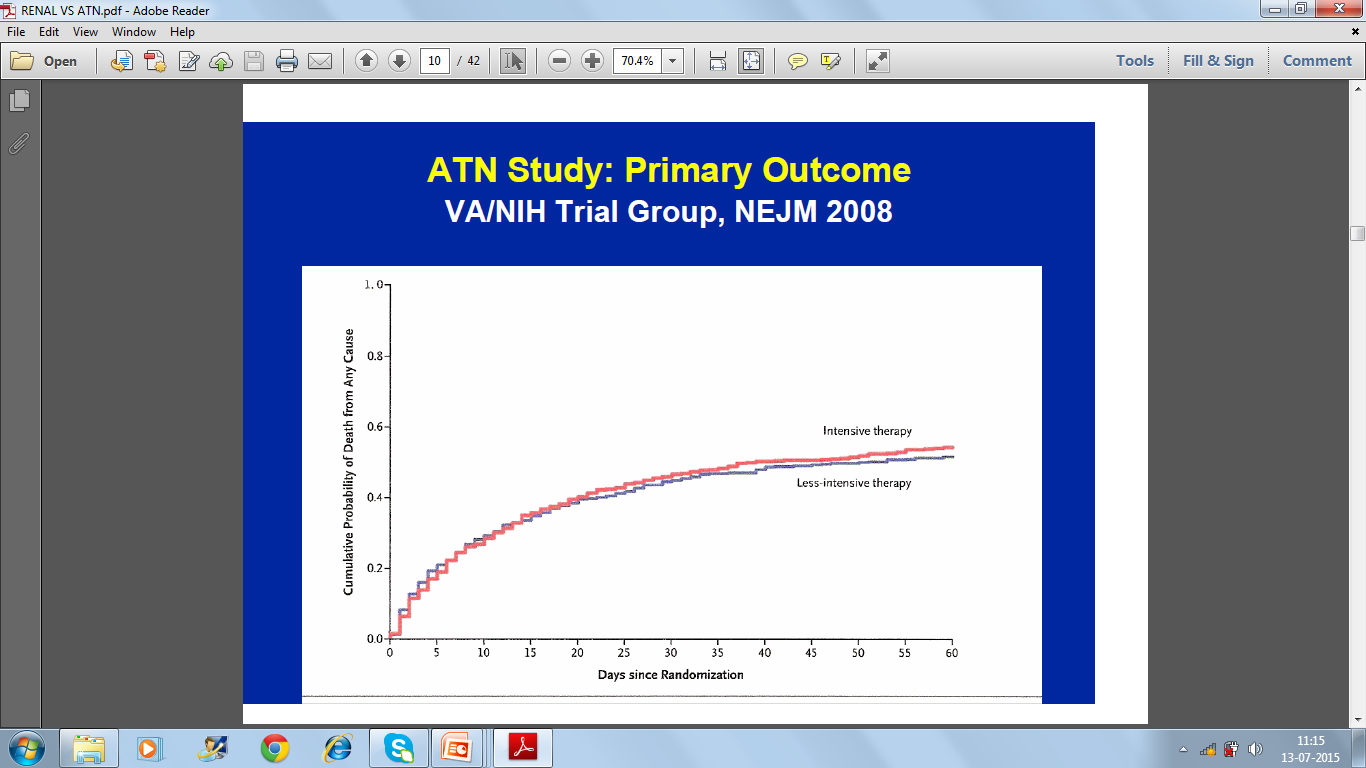 RENAL VS ATN.pdf - Adobe Reader
File Edit View Window Help
Open 10 / 42 70.4% Tools Fill & Sign Comment
ATN Study: Primary Outcome
VA/NIH Trial Group, NEJM 2008
1.0
0.8
0.6
0.4
0.2
0.0
Cumulative Probability of Death from Any Cause
Intensive therapy
Less-intensive therapy
0 5 10 15 20 25 30 35 40 45 50 55 60
Days since Randomization
11:15
13-07-2015